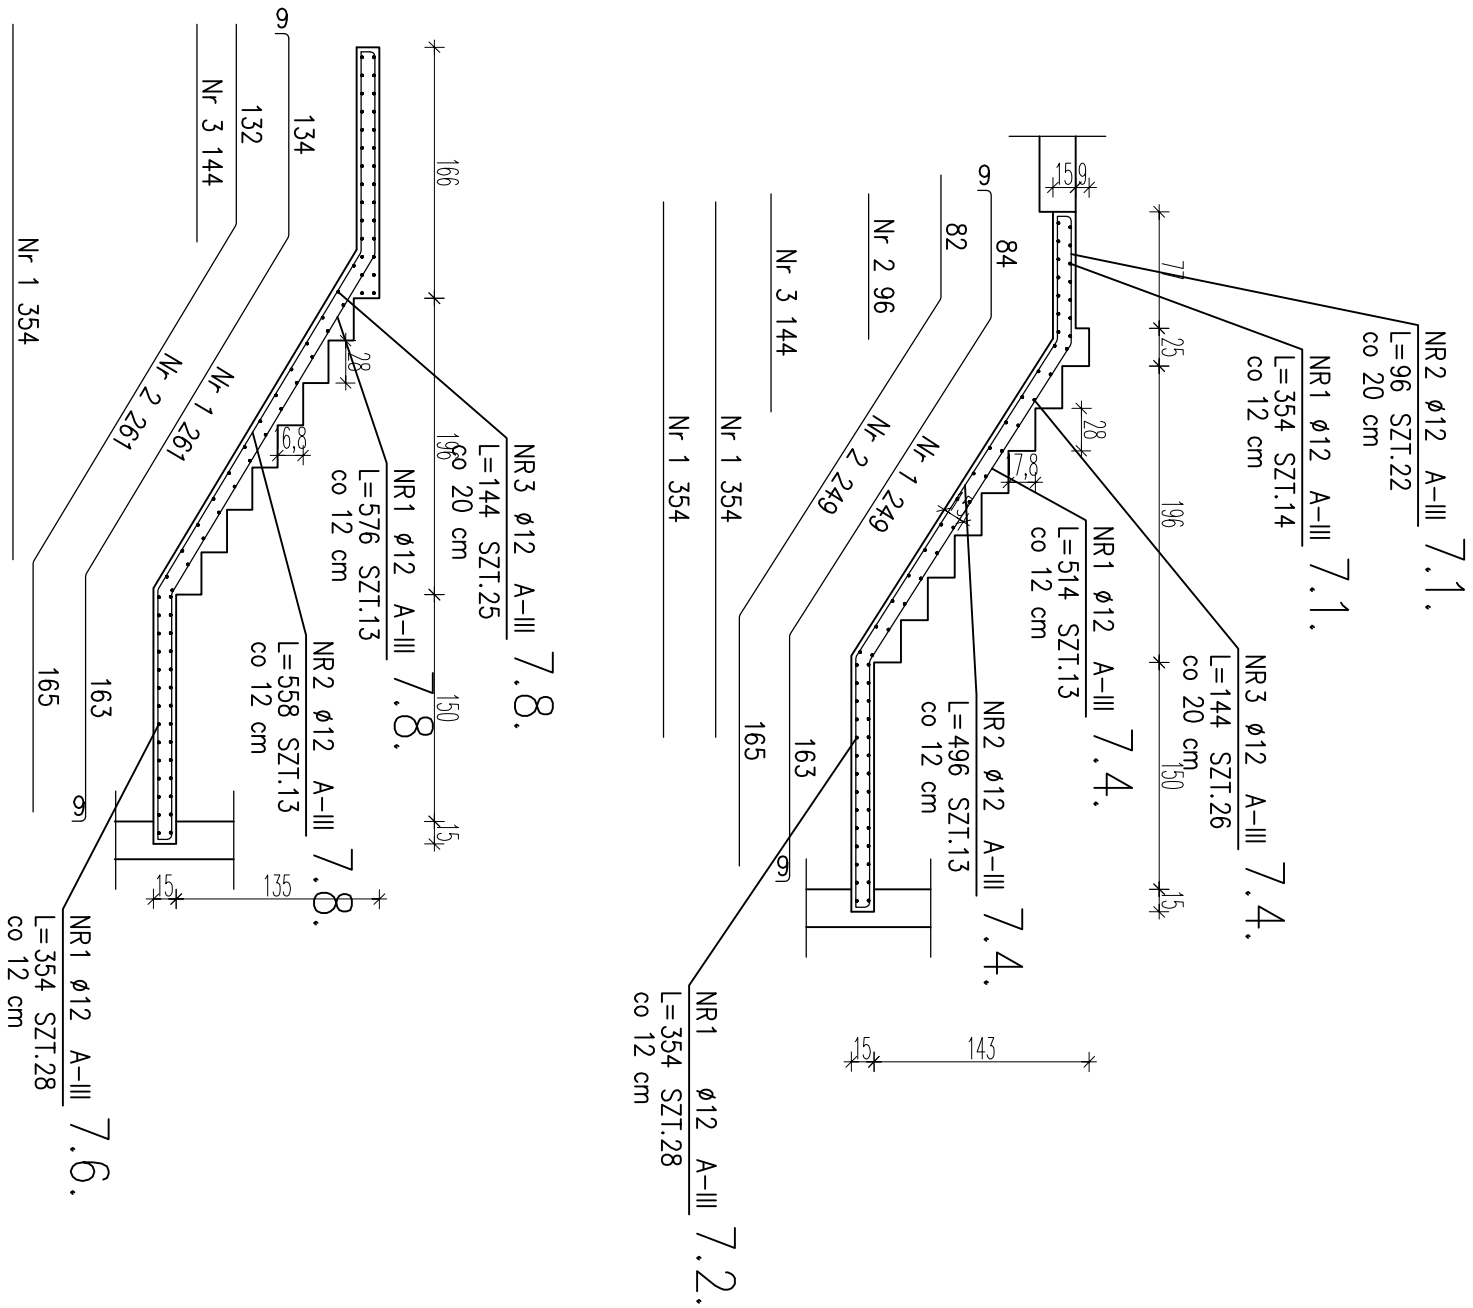 NR2 ø12 A-III 7.1.
L=96 SZT.22
co 20 cm
NR1 ø12 A-III 7.1.
L=354 SZT.14
co 12 cm
NR3 ø12 A-III 7.4.
L=144 SZT.26
co 20 cm
77
25
196
150
15
15
9
28
7,8
NR1 ø12 A-III 7.4.
L=514 SZT.13
co 12 cm
NR2 ø12 A-III 7.4.
L=496 SZT.13
co 12 cm
15
143
9
84
Nr 1 249
163
9
82
Nr 2 249
165
Nr 2 96
Nr 3 144
Nr 1 354
Nr 1 354
NR1 ø12 A-III 7.2.
L=354 SZT.28
co 12 cm
NR3 ø12 A-III 7.8.
L=144 SZT.25
co 20 cm
166
196
150
15
28
6,8
NR1 ø12 A-III 7.8.
L=576 SZT.13
co 12 cm
NR2 ø12 A-III 7.8.
L=558 SZT.13
co 12 cm
15
135
9
134
Nr 1 261
163
9
132
Nr 2 261
165
Nr 3 144
Nr 1 354
NR1 ø12 A-III 7.6.
L=354 SZT.28
co 12 cm